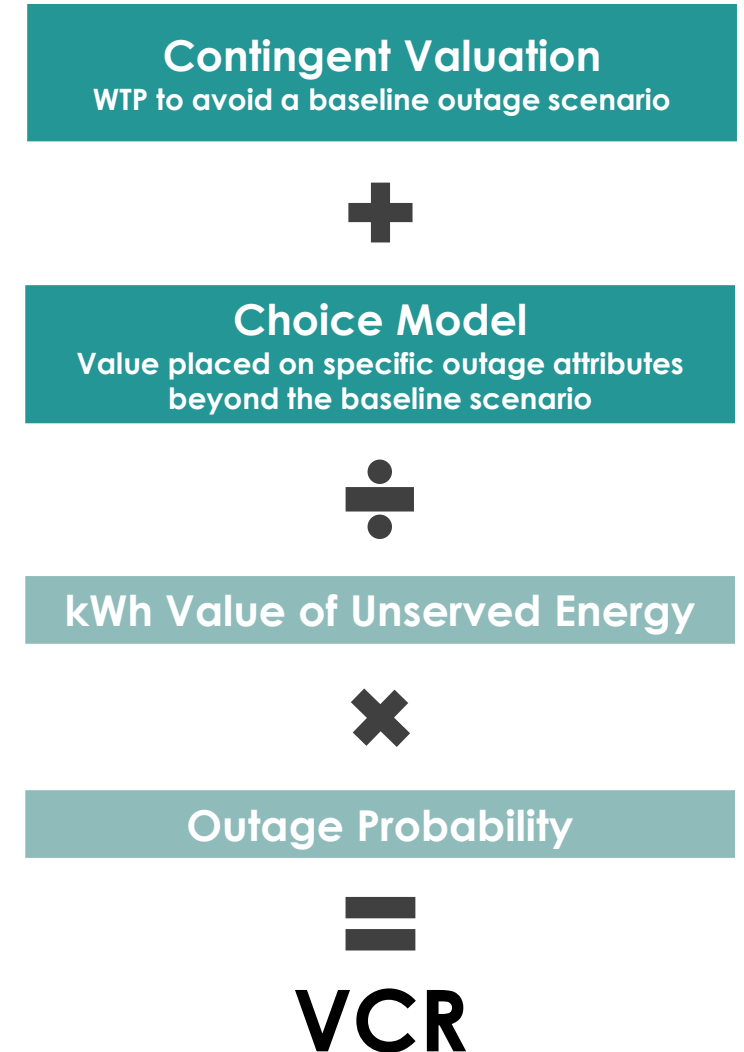 Contingent Valuation
WTP to avoid a baseline outage scenario
+
Choice Model
Value placed on specific outage attributes
beyond the baseline scenario
÷
kWh Value of Unserved Energy
×
Outage Probability
=
VCR